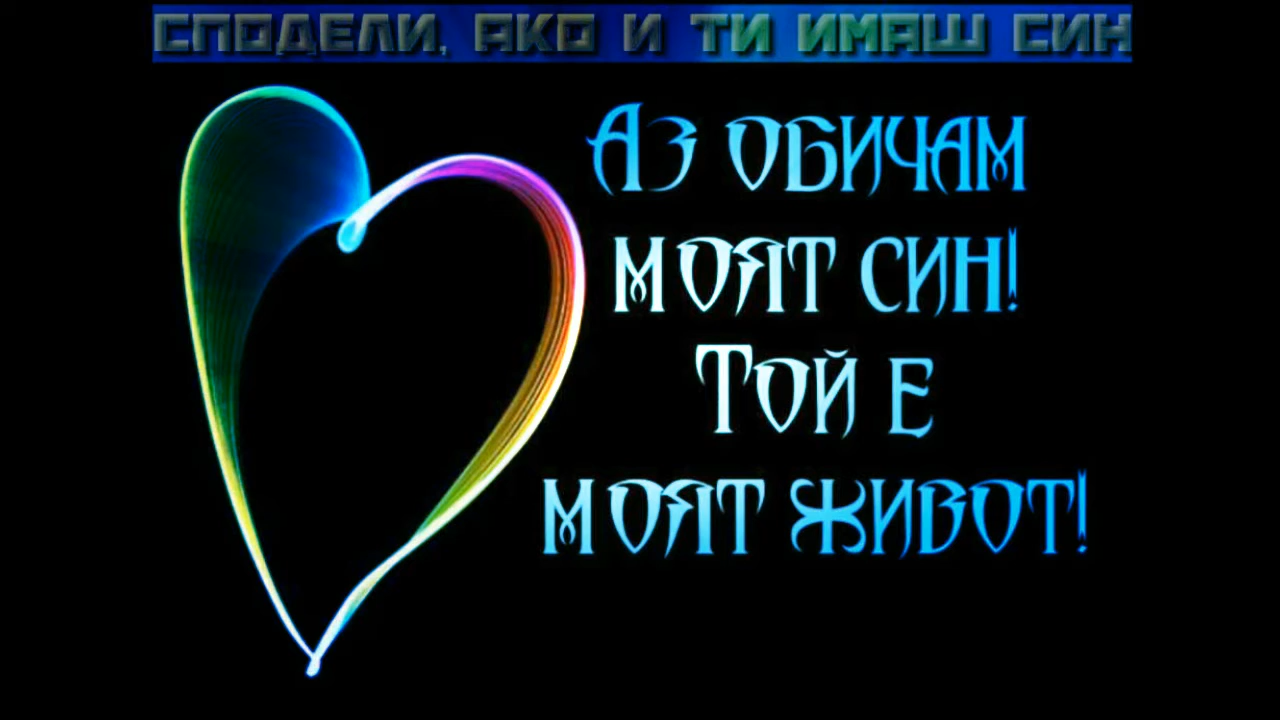 СПОДЕЛИ, АКО И ТИ ИМАШ СИН
Аз обичам
моят син!
Той е
моят живот!